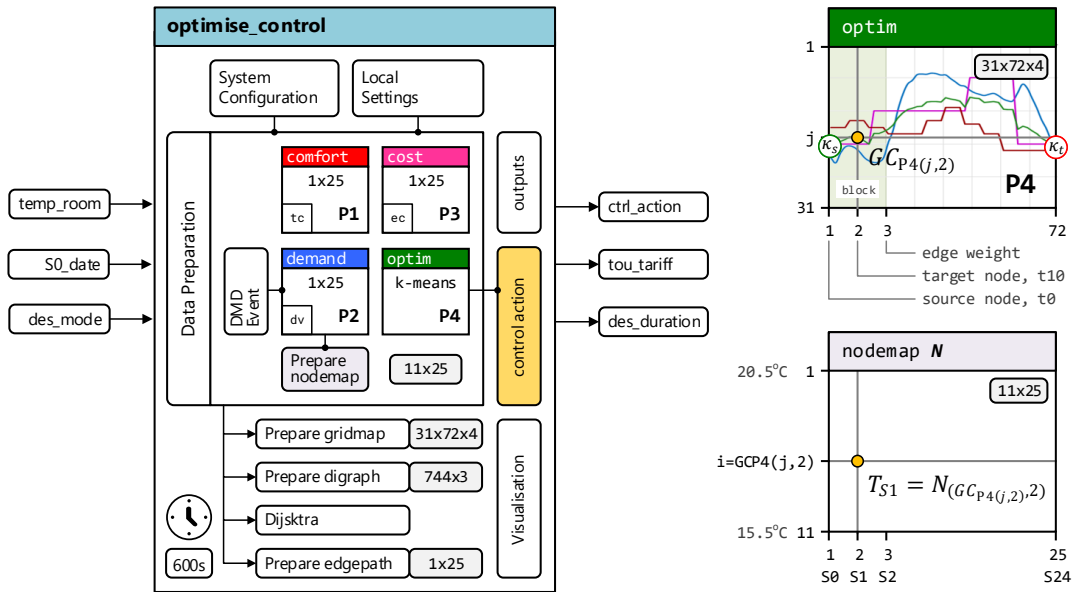 optimise_control
System
Configuration
Local
Settings
temp_room
S0_date
des_mode
Data Preparation
comfort
1x25
tc
P1
cost
1x25
ec
P3
DMD
Event
demand
1x25
dv
P2
optim
k-means
P4
Prepare
nodemap
11x25
outputs
control action
Visualisation
ctrl_action
tou_tariff
des_duration
Prepare gridmap
31x72x4
Prepare digraph
744x3
Dijsktra
Prepare edgepath
1x25
600s
optim
1
31x72x4
j
κs
κt
GCP4(j,2)
block
P4
31
1 2 3 72
edge weight
target node, t10
source node, t0
nodemap N
20.5°C 1
11x25
i=GCP4(j,2)
TS1 = N(GCP4(j,2),2)
15.5°C 11
1 2 3 25
S0 S1 S2 S24